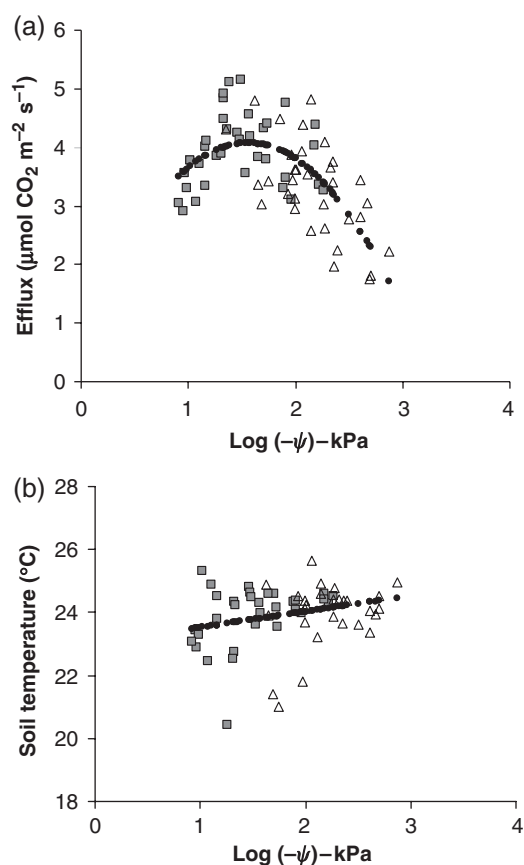 (a)
6
5
4
3
2
1
0
Efflux (μmol CO₂ m⁻² s⁻¹)
0 1 2 3 4
Log (−ψ)–kPa
(b)
28
26
24
22
20
18
Soil temperature (°C)
0 1 2 3 4
Log (−ψ)–kPa